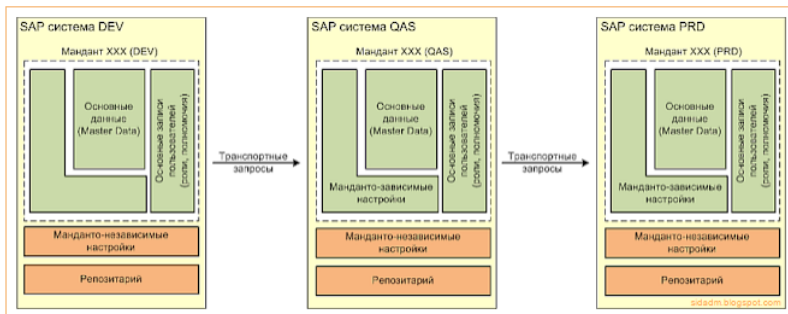 SAP система DEV
Мандант XXX (DEV)
Основные
данные
(Master Data)
Основные записи
пользователей
(роли, полномочия)
Манданто-независимые
настройки
Репозитарий
Транспортные
запросы
SAP система QAS
Мандант XXX (QAS)
Основные
данные
(Master Data)
Основные записи
пользователей
(роли, полномочия)
Манданто-зависимые
настройки
Манданто-независимые
настройки
Репозитарий
Транспортные
запросы
SAP система PRD
Мандант XXX (PRD)
Основные
данные
(Master Data)
Основные записи
пользователей
(роли, полномочия)
Манданто-зависимые
настройки
Манданто-независимые
настройки
Репозитарий
sidadm.blogspot.com